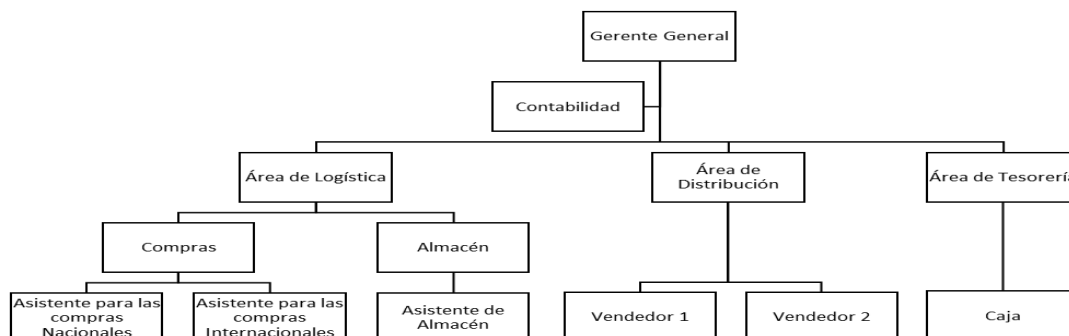 Gerente General
Contabilidad
Área de Logística
Área de
Distribución
Área de Tesorería
Compras
Almacén
Asistente para las
compras
Nacionales
Asistente para las
compras
Internacionales
Asistente de
Almacén
Vendedor 1
Vendedor 2
Caja